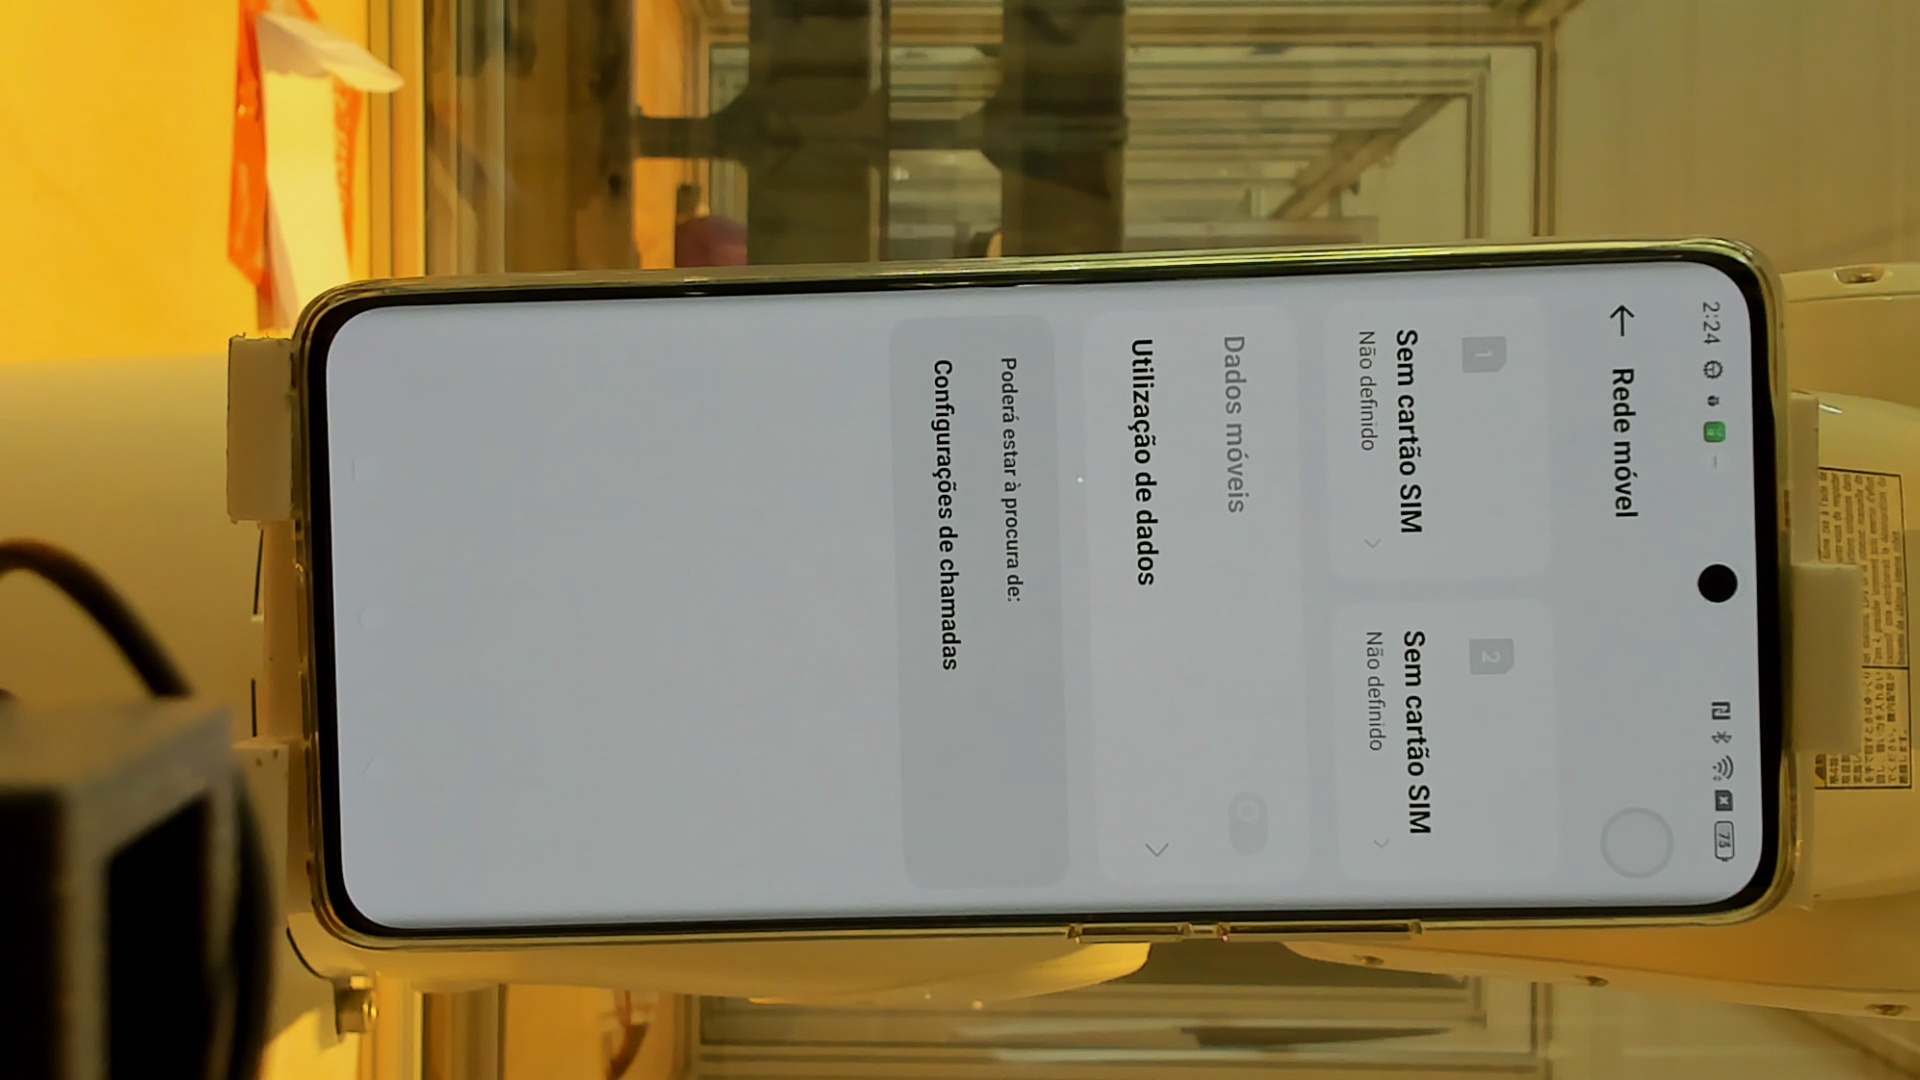 2:24
73
Rede móvel
1
Sem cartão SIM
Não definido
2
Sem cartão SIM
Não definido
Dados móveis
Utilização de dados
Poderá estar à procura de:
Configurações de chamadas